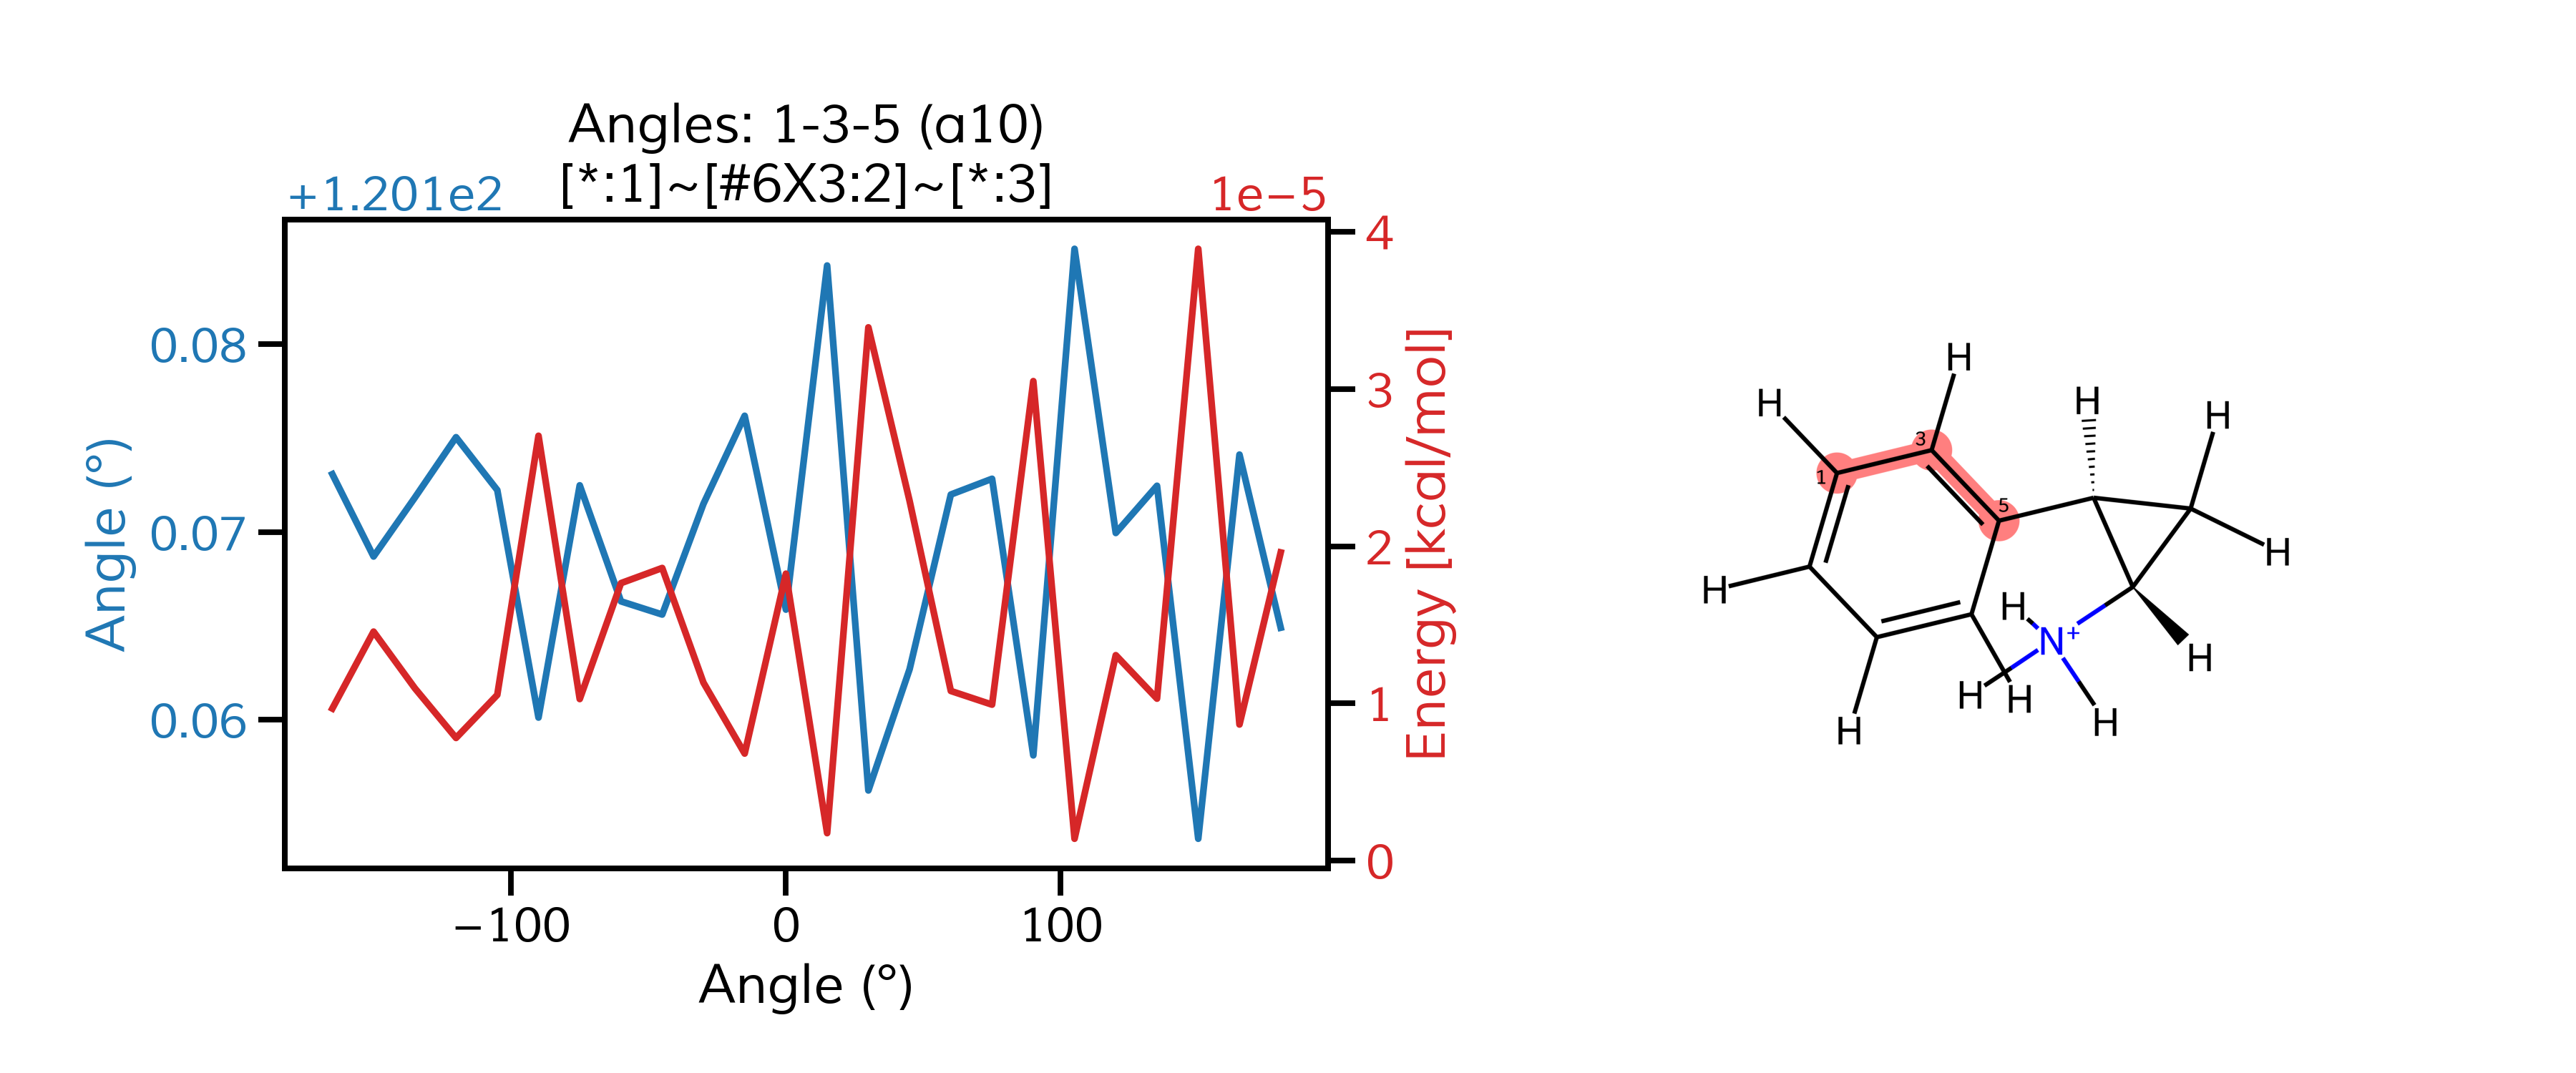 Angles: 1-3-5 (a10)
[*:1]~[#6X3:2]~[*:3]
+1.201e2
1e−5
0.08
0.07
0.06
Angle (°)
4
3
2
1
0
Energy [kcal/mol]
−100 0 100
Angle (°)
H
H H H
3
1
5
H
H H
N+
H
H H
H H